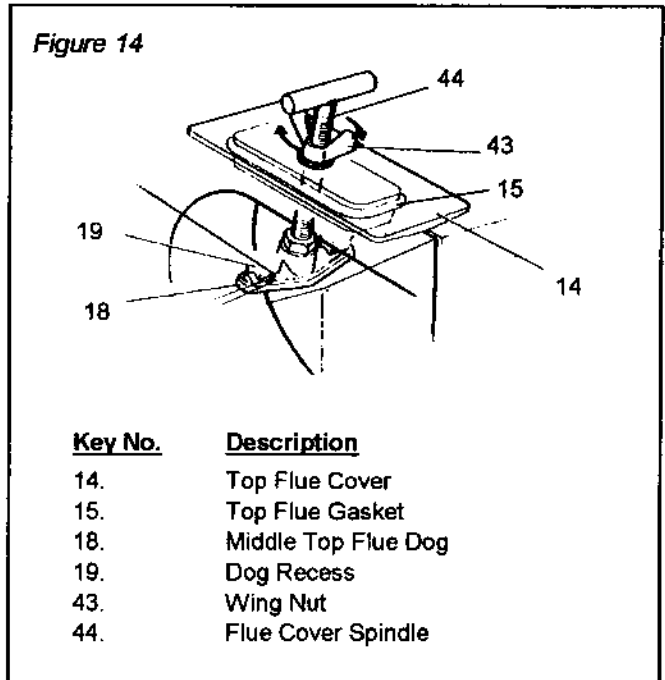 Figure 14
44
43
15
19
14
18
Key No. Description
14. Top Flue Cover
15. Top Flue Gasket
18. Middle Top Flue Dog
19. Dog Recess
43. Wing Nut
44. Flue Cover Spindle